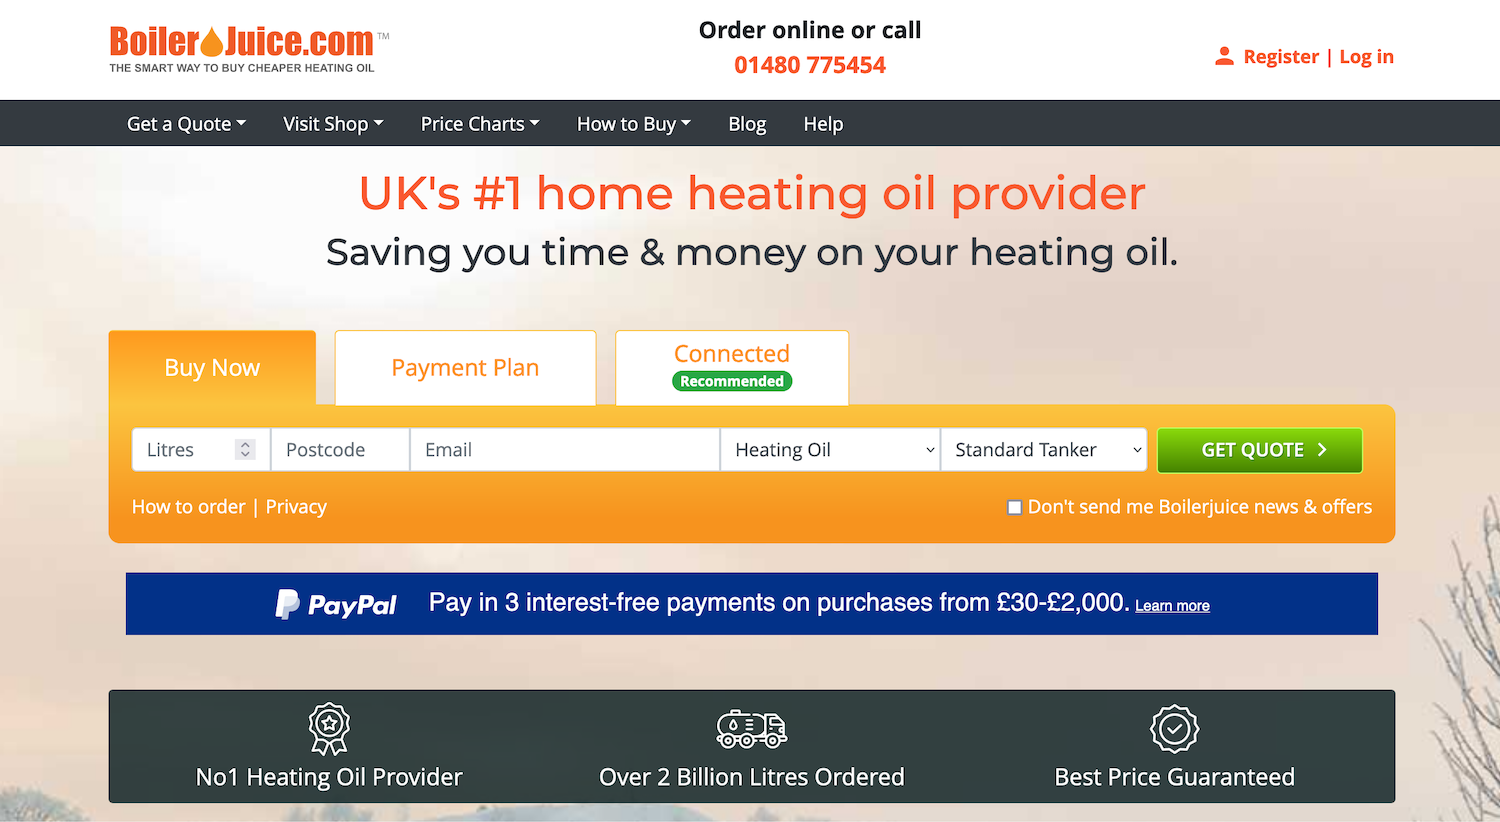 BoilerJuice.com™
THE SMART WAY TO BUY CHEAPER HEATING OIL
Order online or call
01480 775454
Register | Log in
Get a Quote
Visit Shop
Price Charts
How to Buy
Blog
Help
UK's #1 home heating oil provider
Saving you time & money on your heating oil.
Buy Now
Payment Plan
Connected
Recommended
Litres
Postcode
Email
Heating Oil
Standard Tanker
GET QUOTE
How to order | Privacy
Don't send me Boilerjuice news & offers
PayPal
Pay in 3 interest-free payments on purchases from £30-£2,000. Learn more
No1 Heating Oil Provider
Over 2 Billion Litres Ordered
Best Price Guaranteed